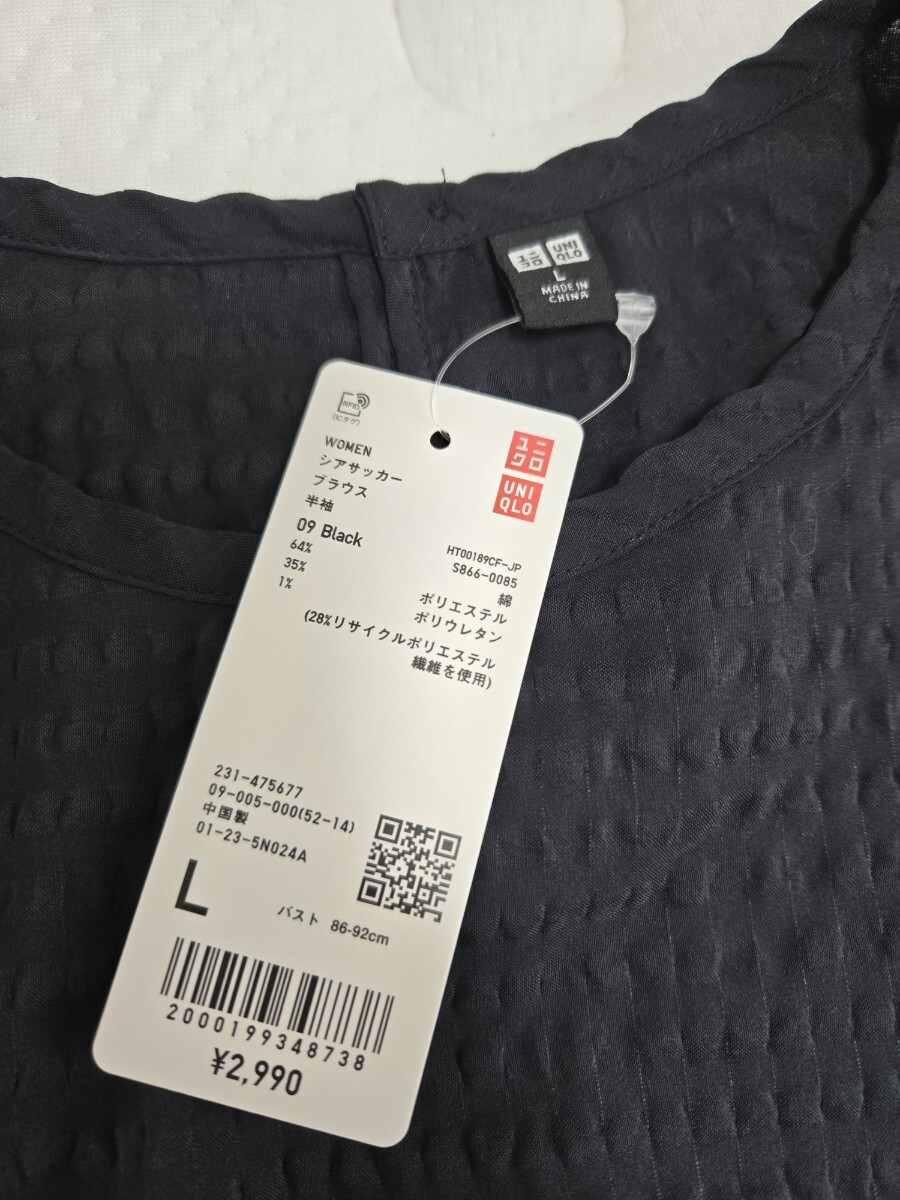 ユニ
クロ
UNI
QLO
L
MADE IN
CHINA
RFID
(ICタグ)
ユニ
クロ
UNI
QLO
WOMEN
シアサッカー
ブラウス
半袖
09 Black
HT00189CF-JP
S866-0085
64% 綿
35% ポリエステル
1% ポリウレタン
(28%リサイクルポリエステル
繊維を使用)
231-475677
09-005-000(52-14)
中国製
01-23-5N024A
L
バスト 86-92cm
2000199348738
¥2,990